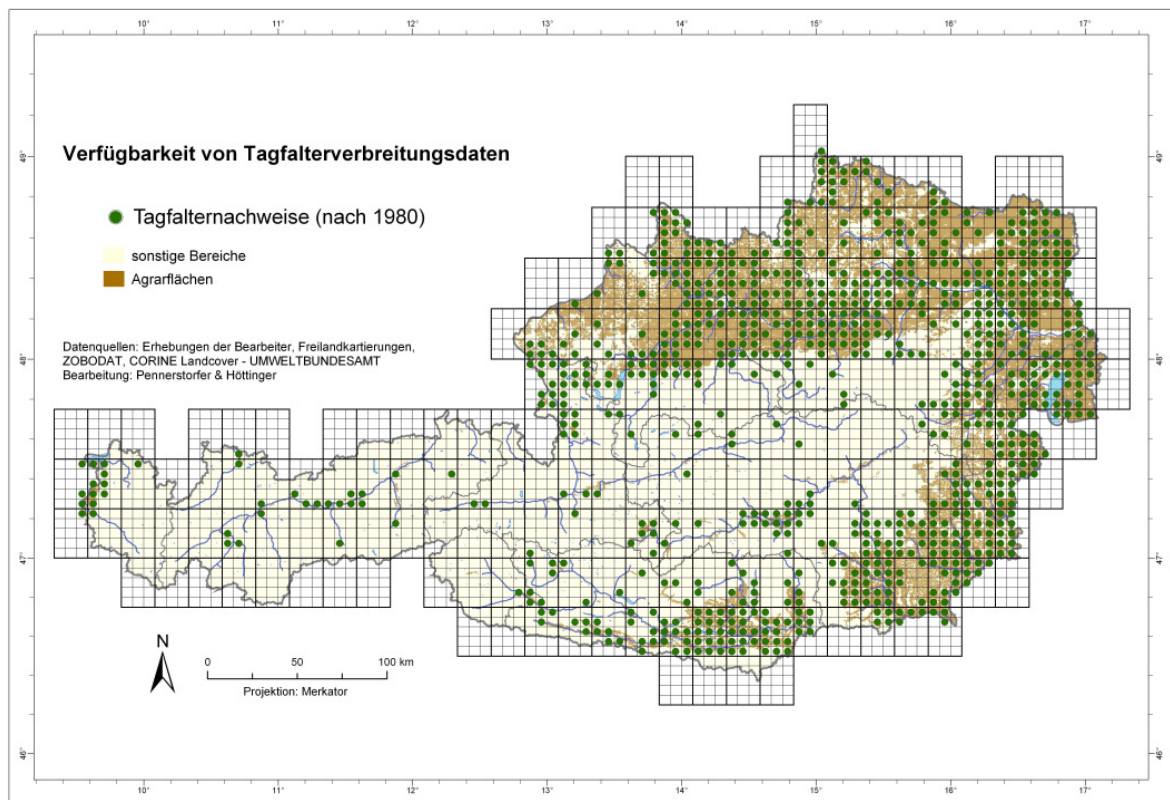 10° 11° 12° 13° 14° 15° 16° 17°
49° 49°
Verfügbarkeit von Tagfalterverbreitungsdaten
Tagfalternachweise (nach 1980)
sonstige Bereiche
Agrarflächen
Datenquellen: Erhebungen der Bearbeiter, Freilandkartierungen,
ZOBODAT, CORINE Landcover - UMWELTBUNDESAMT
Bearbeitung: Pennerstorfer & Höttinger
48° 48°
47° 47°
N
0 50 100 km
Projektion: Merkator
46° 46°
10° 11° 12° 13° 14° 15° 16° 17°